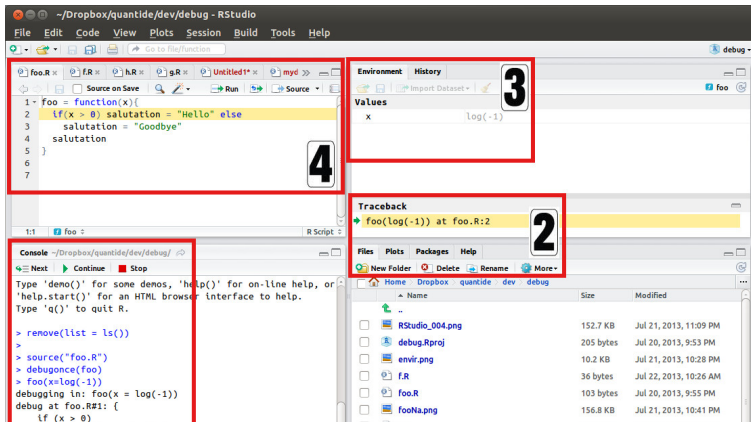 ~/Dropbox/quantide/dev/debug - RStudio
File Edit Code View Plots Session Build Tools Help
Go to file/function
debug
foo.R f.R h.R g.R Untitled1* myd
Source on Save Run Source
1 foo = function(x){
2 if(x > 0) salutation = "Hello" else
3 salutation = "Goodbye"
4 salutation
5 }
6
7
4
1:1 foo R Script
Environment History
Import Dataset
foo
Values
x log(-1)
3
Traceback
foo(log(-1)) at foo.R:2
2
Console ~/Dropbox/quantide/dev/debug/
Next Continue Stop
Type 'demo()' for some demos, 'help()' for on-line help, or
'help.start()' for an HTML browser interface to help.
Type 'q()' to quit R.
> remove(list = ls())
>
> source("foo.R")
> debugonce(foo)
> foo(x=log(-1))
debugging in: foo(x = log(-1))
debug at foo.R#1: {
if (x > 0)
Files Plots Packages Help
New Folder Delete Rename More
Home Dropbox quantide dev debug
Name Size Modified
..
RStudio_004.png 152.7 KB Jul 21, 2013, 11:09 PM
debug.Rproj 205 bytes Jul 20, 2013, 9:53 PM
envir.png 10.2 KB Jul 21, 2013, 10:28 PM
f.R 36 bytes Jul 22, 2013, 10:26 AM
foo.R 103 bytes Jul 20, 2013, 9:55 PM
fooNa.png 156.8 KB Jul 21, 2013, 10:41 PM